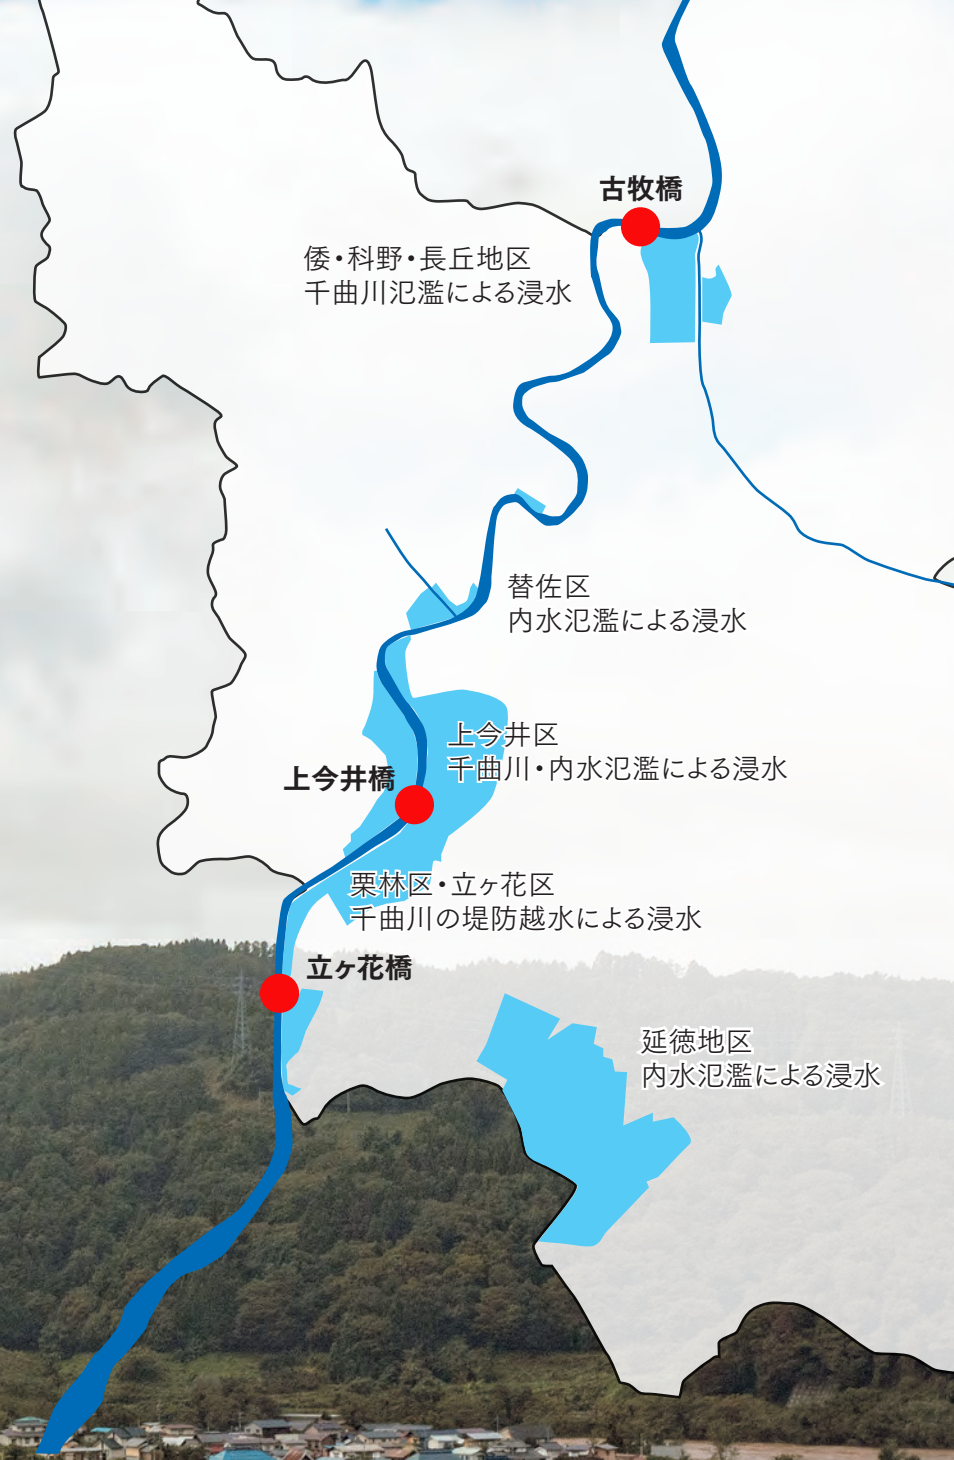 古牧橋
倭・科野・長丘地区
千曲川氾濫による浸水
替佐区
内水氾濫による浸水
上今井区
千曲川・内水氾濫による浸水
上今井橋
栗林区・立ヶ花区
千曲川の堤防越水による浸水
立ヶ花橋
延徳地区
内水氾濫による浸水